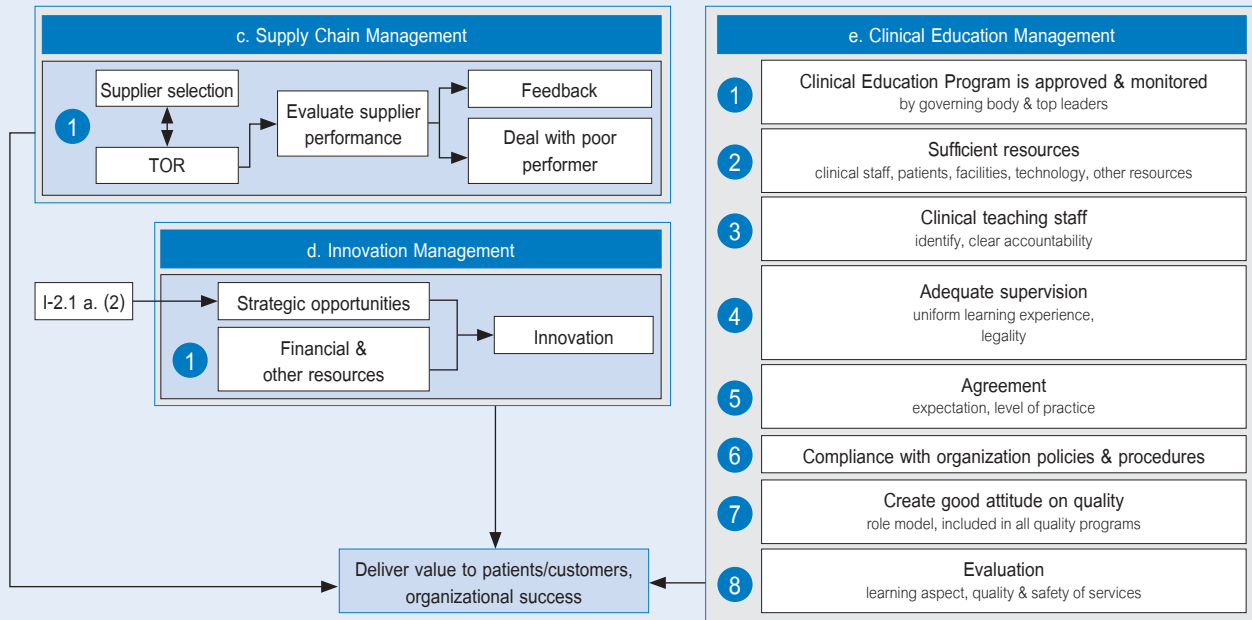 c. Supply Chain Management
1
Supplier selection
TOR
Evaluate supplier
performance
Feedback
Deal with poor
performer
d. Innovation Management
I-2.1 a. (2)
1
Strategic opportunities
Financial &
other resources
Innovation
Deliver value to patients/customers,
organizational success
e. Clinical Education Management
1
Clinical Education Program is approved & monitored
by governing body & top leaders
2
Sufficient resources
clinical staff, patients, facilities, technology, other resources
3
Clinical teaching staff
identify, clear accountability
4
Adequate supervision
uniform learning experience,
legality
5
Agreement
expectation, level of practice
6
Compliance with organization policies & procedures
7
Create good attitude on quality
role model, included in all quality programs
8
Evaluation
learning aspect, quality & safety of services